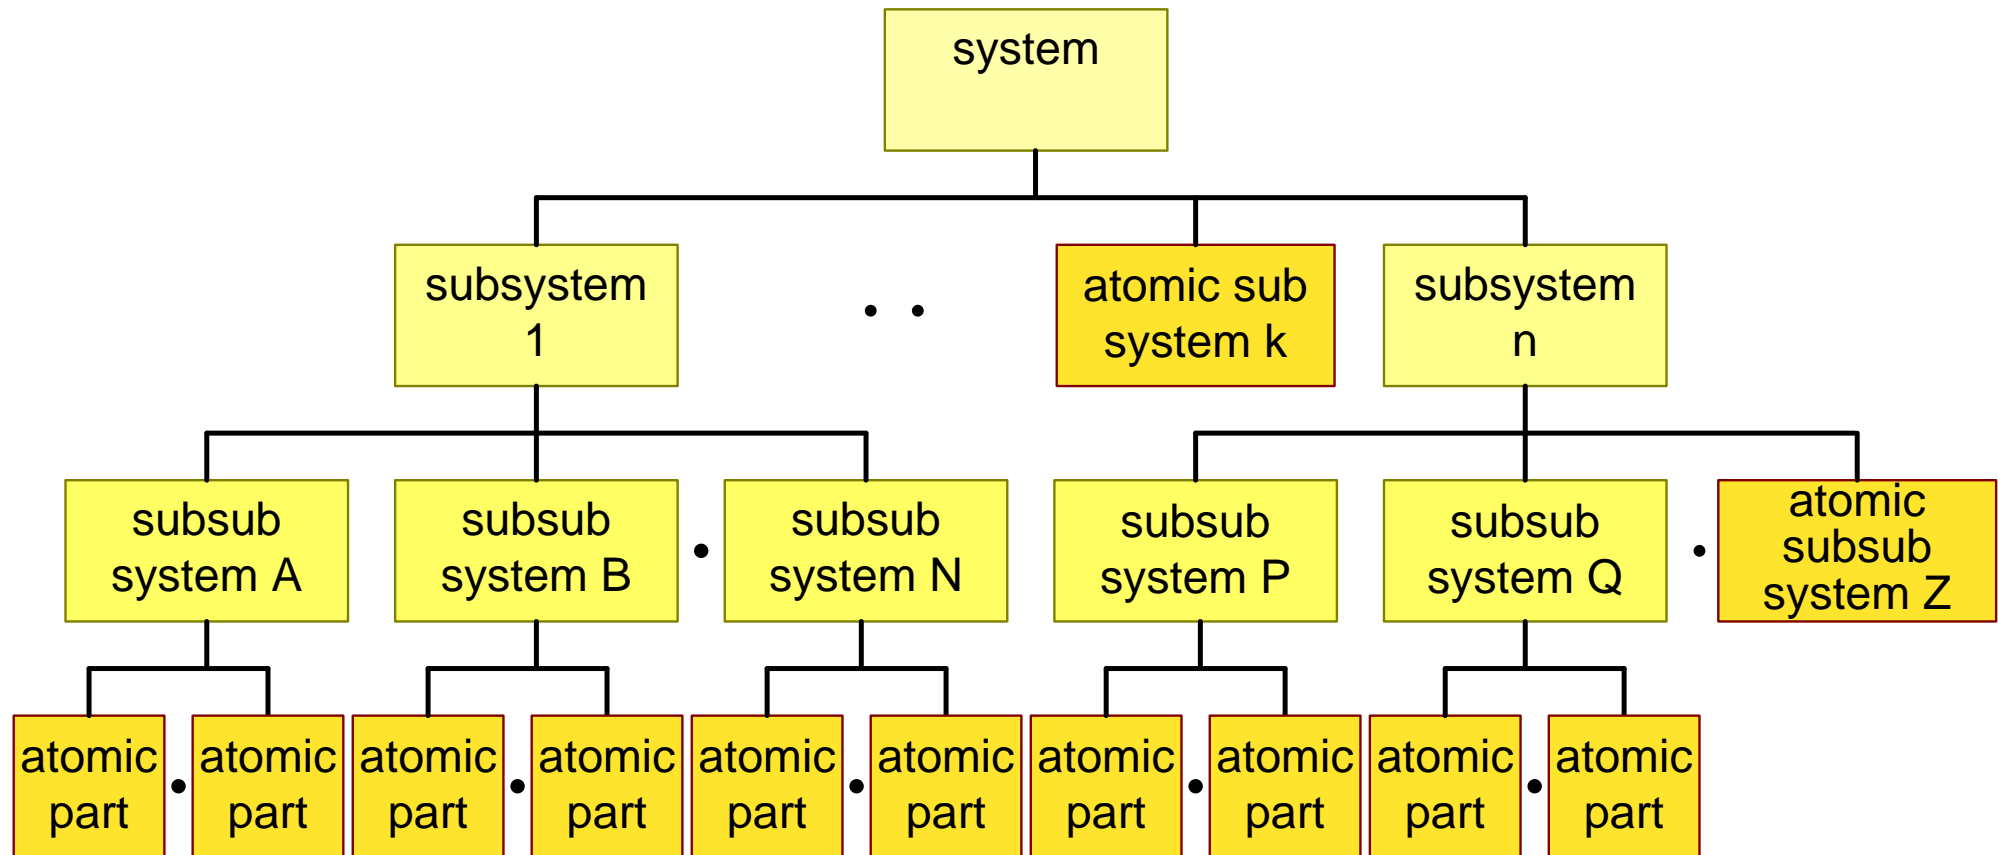 system
subsystem
1
atomic sub
system k
subsystem
n
subsub
system A
subsub
system B
subsub
system N
subsub
system P
subsub
system Q
atomic
subsub
system Z
atomic
part
atomic
part
atomic
part
atomic
part
atomic
part
atomic
part
atomic
part
atomic
part
atomic
part
atomic
part